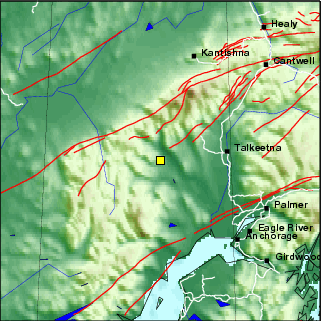 Healy
Kantishna
Cantwell
Talkeetna
Palmer
Eagle River
Anchorage
Girdwood